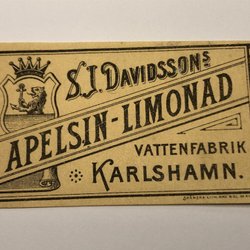 S.J. DAVIDSSONS
APELSIN-LIMONAD
VATTENFABRIK
KARLSHAMN.